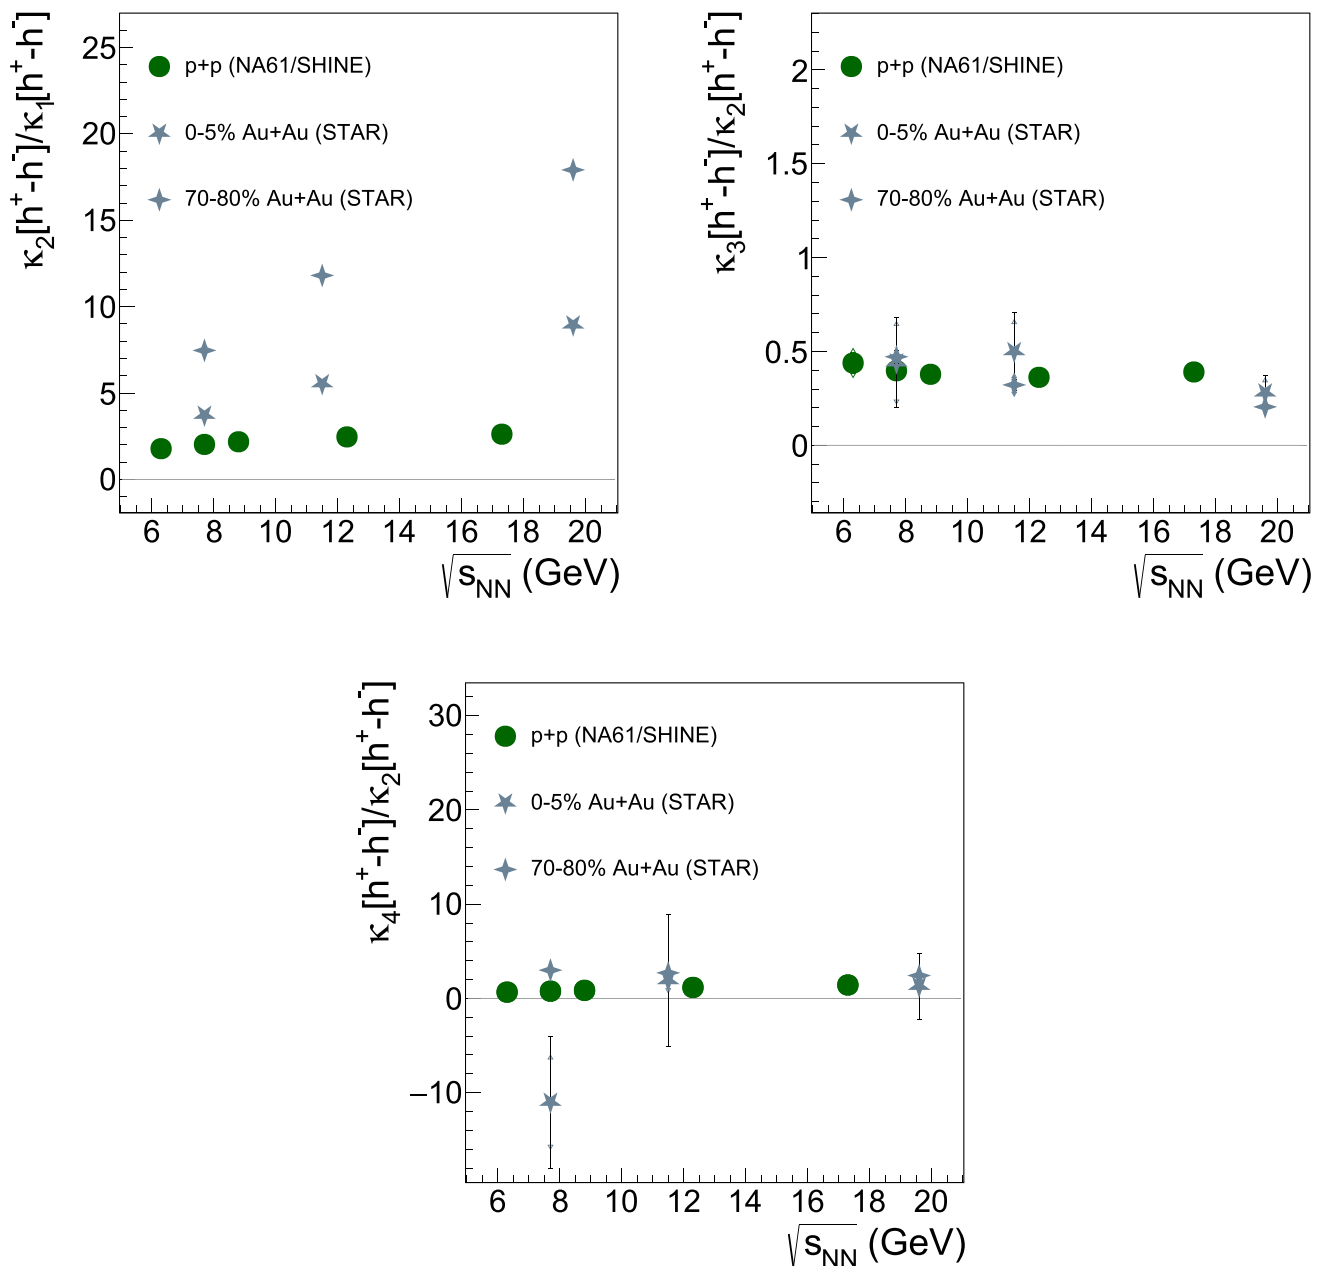 κ2[h+-h-]/κ1[h+-h-]
25
20
15
10
5
0
p+p (NA61/SHINE)
0-5% Au+Au (STAR)
70-80% Au+Au (STAR)
6 8 10 12 14 16 18 20
√sNN (GeV)
κ3[h+-h-]/κ2[h+-h-]
2
1.5
1
0.5
0
p+p (NA61/SHINE)
0-5% Au+Au (STAR)
70-80% Au+Au (STAR)
6 8 10 12 14 16 18 20
√sNN (GeV)
κ4[h+-h-]/κ2[h+-h-]
30
20
10
0
−10
p+p (NA61/SHINE)
0-5% Au+Au (STAR)
70-80% Au+Au (STAR)
6 8 10 12 14 16 18 20
√sNN (GeV)